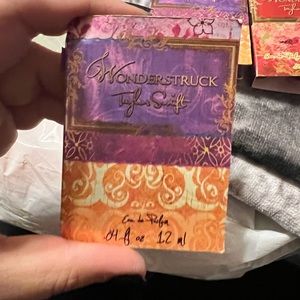 Wonderstruck
Taylor Swift
Eau de Parfum
.04 fl oz 1.2 ml